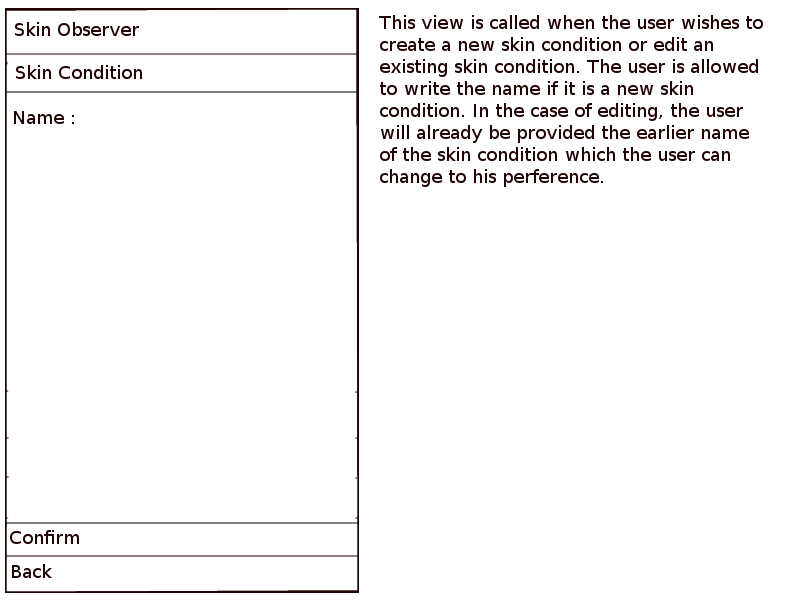 Skin Observer
Skin Condition
Name :
Confirm
Back
This view is called when the user wishes to
create a new skin condition or edit an
existing skin condition. The user is allowed
to write the name if it is a new skin
condition. In the case of editing, the user
will already be provided the earlier name
of the skin condition which the user can
change to his perference.